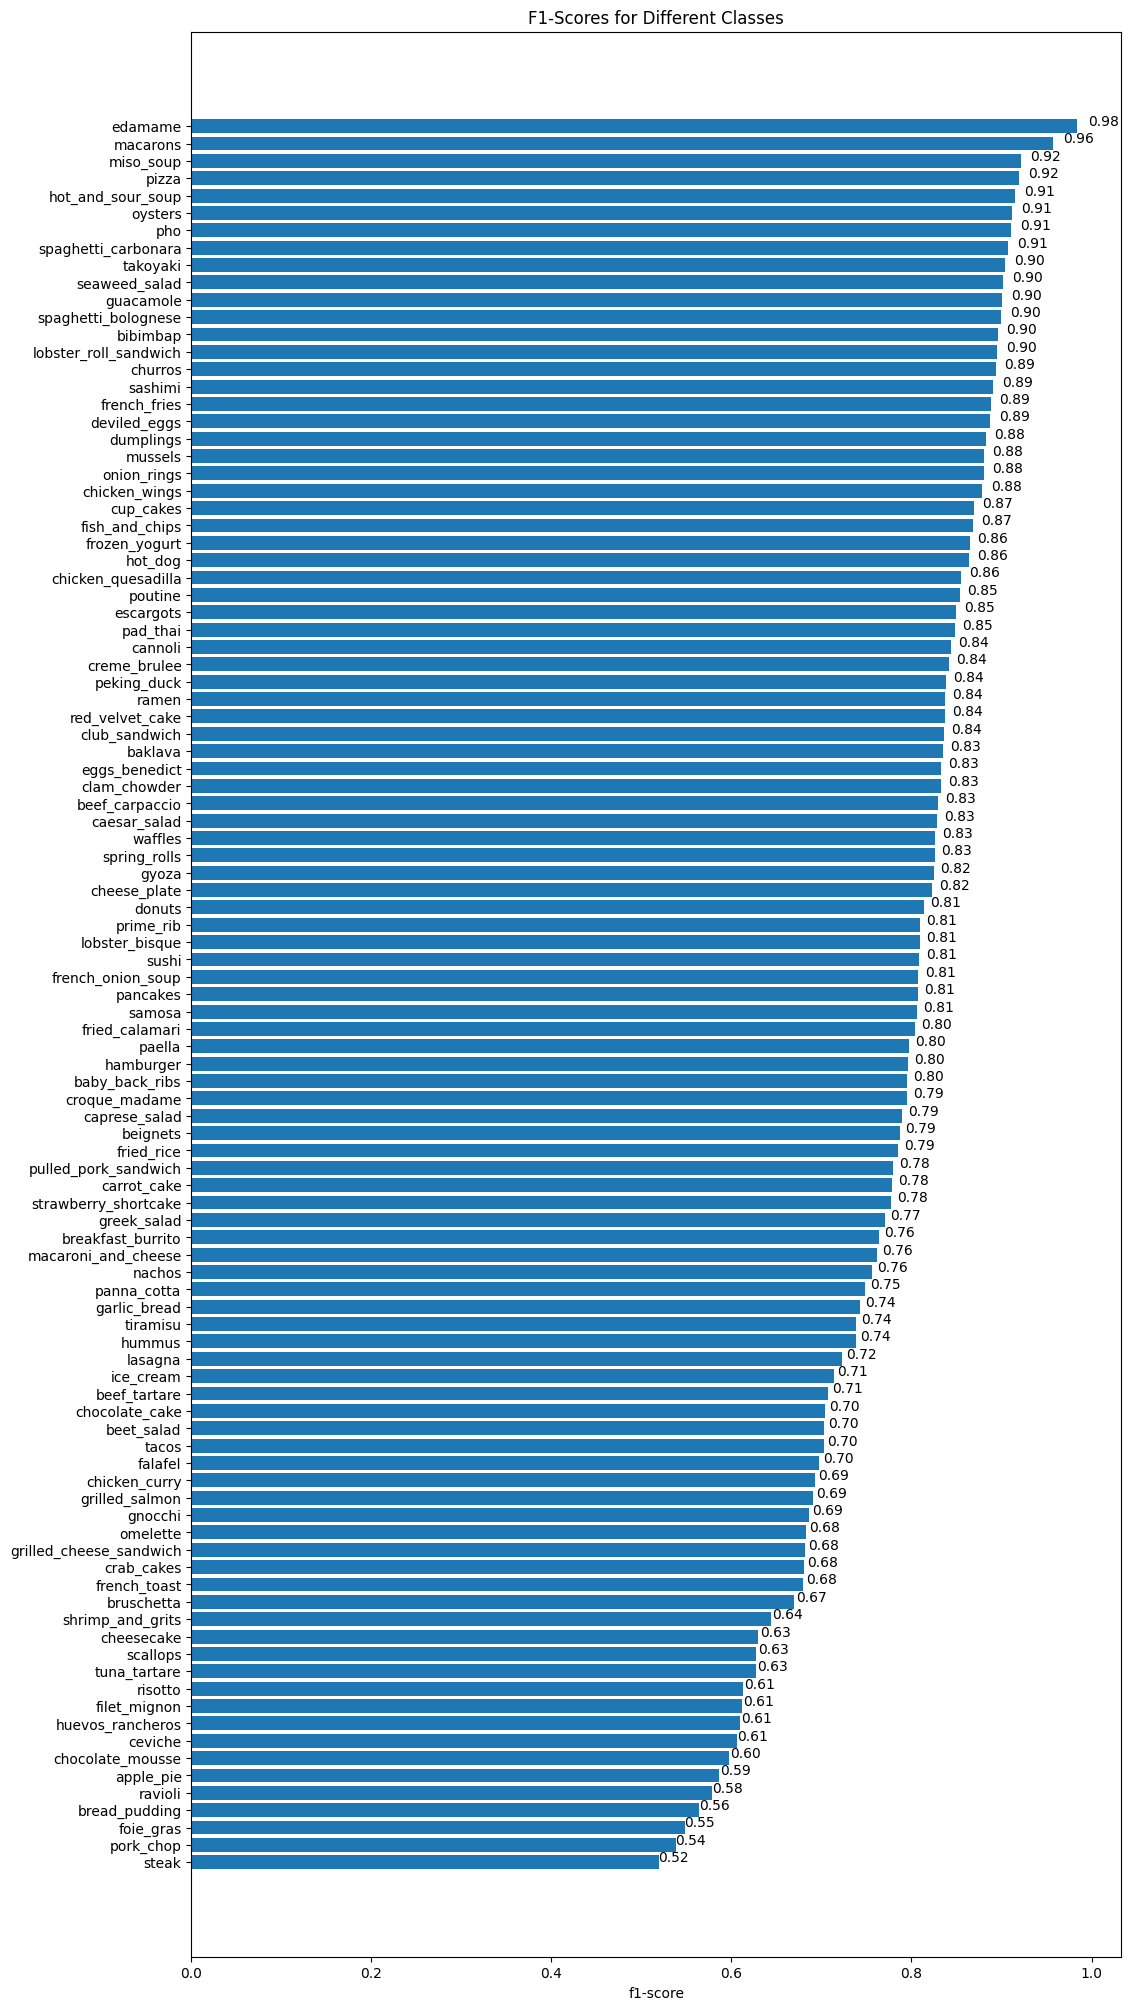 F1-Scores for Different Classes
edamame 0.98
macarons 0.96
miso_soup 0.92
pizza 0.92
hot_and_sour_soup 0.91
oysters 0.91
pho 0.91
spaghetti_carbonara 0.91
takoyaki 0.90
seaweed_salad 0.90
guacamole 0.90
spaghetti_bolognese 0.90
bibimbap 0.90
lobster_roll_sandwich 0.90
churros 0.89
sashimi 0.89
french_fries 0.89
deviled_eggs 0.89
dumplings 0.88
mussels 0.88
onion_rings 0.88
chicken_wings 0.88
cup_cakes 0.87
fish_and_chips 0.87
frozen_yogurt 0.86
hot_dog 0.86
chicken_quesadilla 0.86
poutine 0.85
escargots 0.85
pad_thai 0.85
cannoli 0.84
creme_brulee 0.84
peking_duck 0.84
ramen 0.84
red_velvet_cake 0.84
club_sandwich 0.84
baklava 0.83
eggs_benedict 0.83
clam_chowder 0.83
beef_carpaccio 0.83
caesar_salad 0.83
waffles 0.83
spring_rolls 0.83
gyoza 0.82
cheese_plate 0.82
donuts 0.81
prime_rib 0.81
lobster_bisque 0.81
sushi 0.81
french_onion_soup 0.81
pancakes 0.81
samosa 0.81
fried_calamari 0.80
paella 0.80
hamburger 0.80
baby_back_ribs 0.80
croque_madame 0.79
caprese_salad 0.79
beignets 0.79
fried_rice 0.79
pulled_pork_sandwich 0.78
carrot_cake 0.78
strawberry_shortcake 0.78
greek_salad 0.77
breakfast_burrito 0.76
macaroni_and_cheese 0.76
nachos 0.76
panna_cotta 0.75
garlic_bread 0.74
tiramisu 0.74
hummus 0.74
lasagna 0.72
ice_cream 0.71
beef_tartare 0.71
chocolate_cake 0.70
beet_salad 0.70
tacos 0.70
falafel 0.70
chicken_curry 0.69
grilled_salmon 0.69
gnocchi 0.69
omelette 0.68
grilled_cheese_sandwich 0.68
crab_cakes 0.68
french_toast 0.68
bruschetta 0.67
shrimp_and_grits 0.64
cheesecake 0.63
scallops 0.63
tuna_tartare 0.63
risotto 0.61
filet_mignon 0.61
huevos_rancheros 0.61
ceviche 0.61
chocolate_mousse 0.60
apple_pie 0.59
ravioli 0.58
bread_pudding 0.56
foie_gras 0.55
pork_chop 0.54
steak 0.52
0.0 0.2 0.4 0.6 0.8 1.0
f1-score